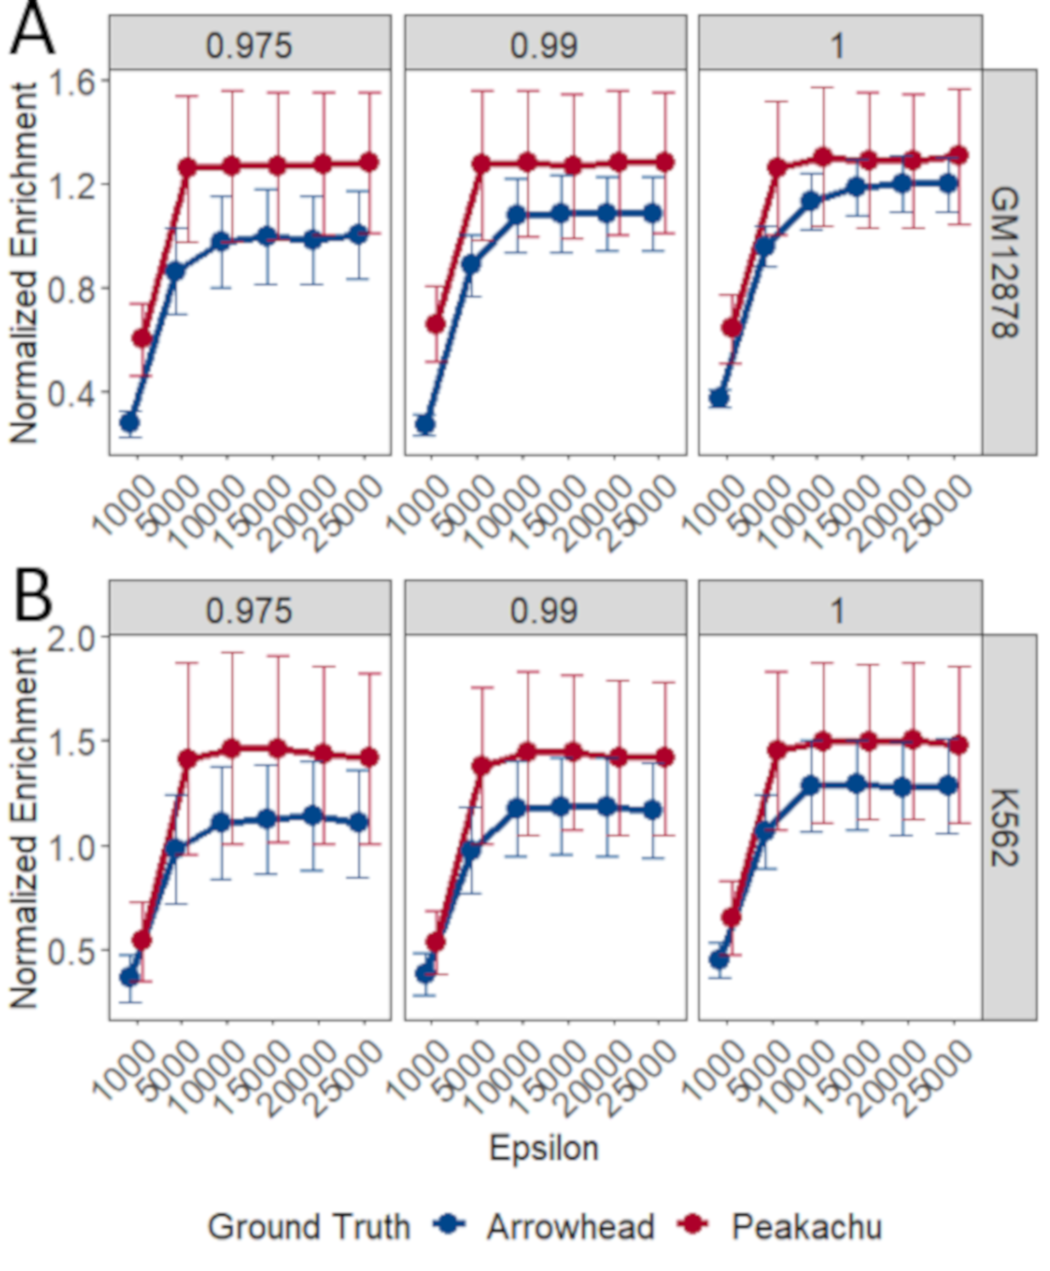 A
0.975 0.99 1
Normalized Enrichment
1.6
1.2
0.8
0.4
GM12878
1000 5000 10000 15000 20000 25000 1000 5000 10000 15000 20000 25000 1000 5000 10000 15000 20000 25000
B
0.975 0.99 1
Normalized Enrichment
2.0
1.5
1.0
0.5
K562
1000 5000 10000 15000 20000 25000 1000 5000 10000 15000 20000 25000 1000 5000 10000 15000 20000 25000
Epsilon
Ground Truth Arrowhead Peakachu